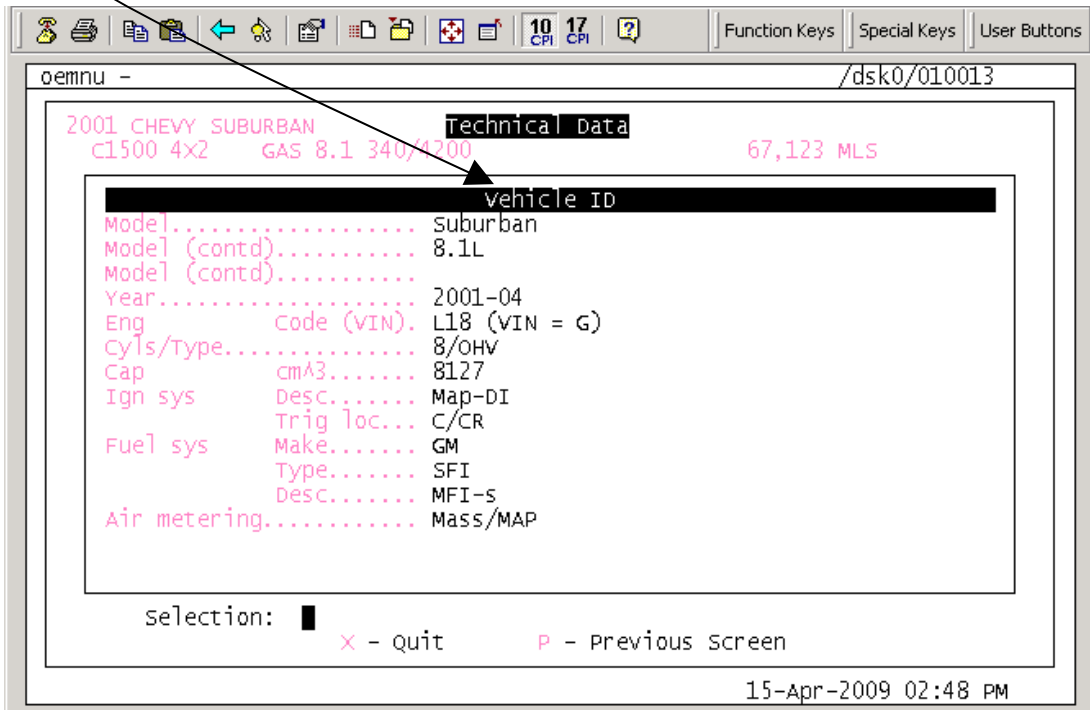 10 CPI 17 CPI Function Keys Special Keys User Buttons
oemnu – /dsk0/010013
2001 CHEVY SUBURBAN Technical Data
C1500 4x2 GAS 8.1 340/4200 67,123 MLS
Vehicle ID
Model................... Suburban
Model (contd)........... 8.1L
Model (contd)...........
Year.................... 2001-04
Eng Code (VIN). L18 (VIN = G)
Cyls/Type............... 8/OHV
Cap cm^3....... 8127
Ign sys Desc....... Map-DI
Trig loc... C/CR
Fuel sys Make....... GM
Type....... SFI
Desc....... MFI-s
Air metering............ Mass/MAP
Selection:
X – Quit P – Previous Screen
15-Apr-2009 02:48 PM